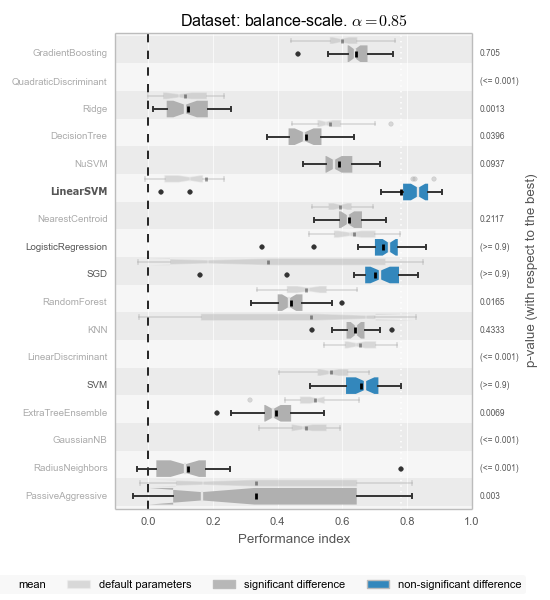 Dataset: balance-scale. α = 0.85
GradientBoosting 0.705
QuadraticDiscriminant (<= 0.001)
Ridge 0.0013
DecisionTree 0.0396
NuSVM 0.0937
LinearSVM
NearestCentroid 0.2117
LogisticRegression (>= 0.9)
SGD (>= 0.9)
RandomForest 0.0165
KNN 0.4333
LinearDiscriminant (<= 0.001)
SVM (>= 0.9)
ExtraTreeEnsemble 0.0069
GaussianNB (<= 0.001)
RadiusNeighbors (<= 0.001)
PassiveAggressive 0.003
p-value (with respect to the best)
0.0 0.2 0.4 0.6 0.8 1.0
Performance index
mean default parameters significant difference non-significant difference